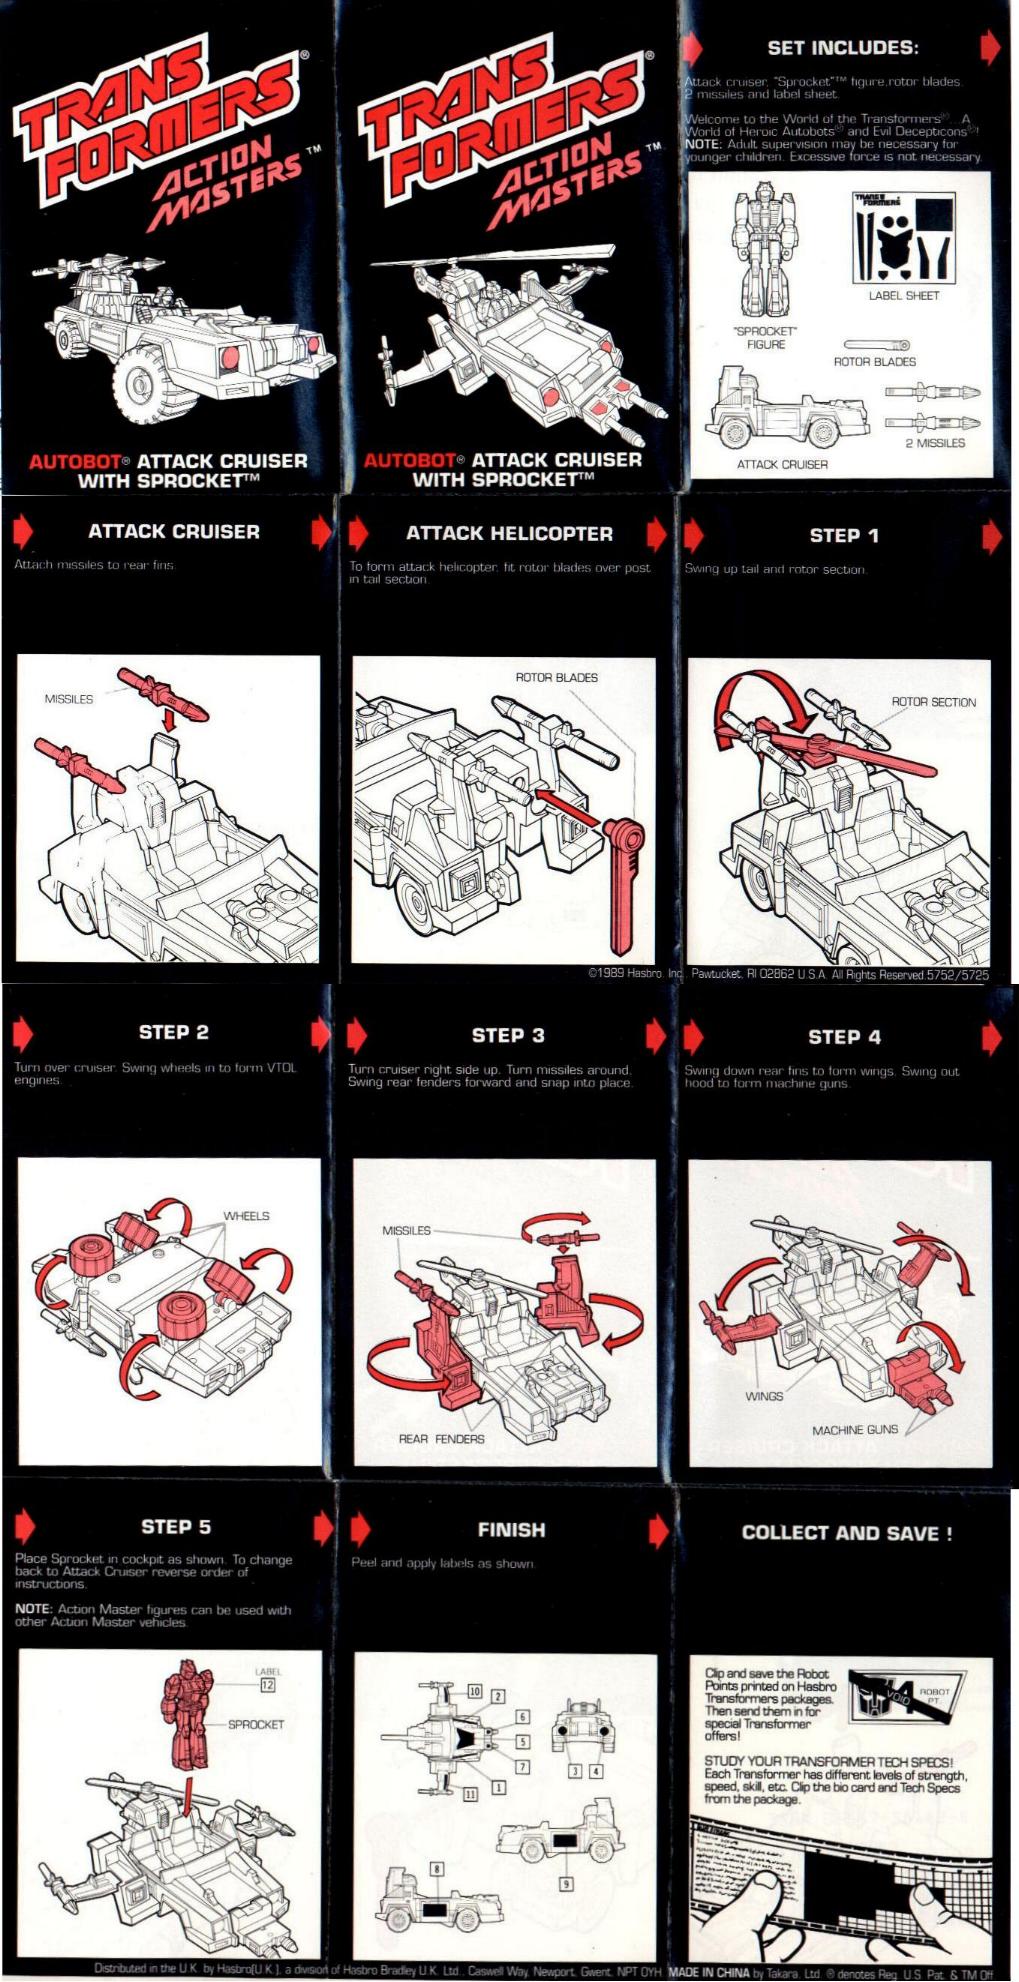 TRANS
FORMERS®
ACTION
MASTERS™
AUTOBOT® ATTACK CRUISER
WITH SPROCKET™
TRANS
FORMERS®
ACTION
MASTERS™
AUTOBOT® ATTACK CRUISER
WITH SPROCKET™
SET INCLUDES:
Attack cruiser, "Sprocket"™ figure,rotor blades,
2 missiles and label sheet.
Welcome to the World of the Transformers®...A
World of Heroic Autobots® and Evil Decepticons®!
NOTE: Adult supervision may be necessary for
younger children. Excessive force is not necessary.
TRANS
FORMERS
LABEL SHEET
"SPROCKET"
FIGURE
ROTOR BLADES
2 MISSILES
ATTACK CRUISER
ATTACK CRUISER
Attach missiles to rear fins.
MISSILES
ATTACK HELICOPTER
To form attack helicopter, fit rotor blades over post
in tail section.
ROTOR BLADES
STEP 1
Swing up tail and rotor section.
ROTOR SECTION
©1989 Hasbro, Inc., Pawtucket, RI 02862 U.S.A. All Rights Reserved.5752/5725
STEP 2
Turn over cruiser. Swing wheels in to form VTOL
engines.
WHEELS
STEP 3
Turn cruiser right side up. Turn missiles around.
Swing rear fenders forward and snap into place.
MISSILES
REAR FENDERS
STEP 4
Swing down rear fins to form wings. Swing out
hood to form machine guns.
WINGS
MACHINE GUNS
STEP 5
Place Sprocket in cockpit as shown. To change
back to Attack Cruiser reverse order of
instructions.
NOTE: Action Master figures can be used with
other Action Master vehicles.
LABEL
12
SPROCKET
FINISH
Peel and apply labels as shown.
10
2
6
5
7
1
11
3 4
8
9
COLLECT AND SAVE !
Clip and save the Robot
Points printed on Hasbro
Transformers packages.
Then send them in for
special Transformer
offers!
VOID
ROBOT
PT.
STUDY YOUR TRANSFORMER TECH SPECS!
Each Transformer has different levels of strength,
speed, skill, etc. Clip the bio card and Tech Specs
from the package.
Distributed in the U.K. by Hasbro[U.K.], a division of Hasbro Bradley U.K. Ltd., Caswell Way, Newport, Gwent. NPT 0YH MADE IN CHINA by Takara, Ltd. ® denotes Reg. U.S. Pat. & TM Off